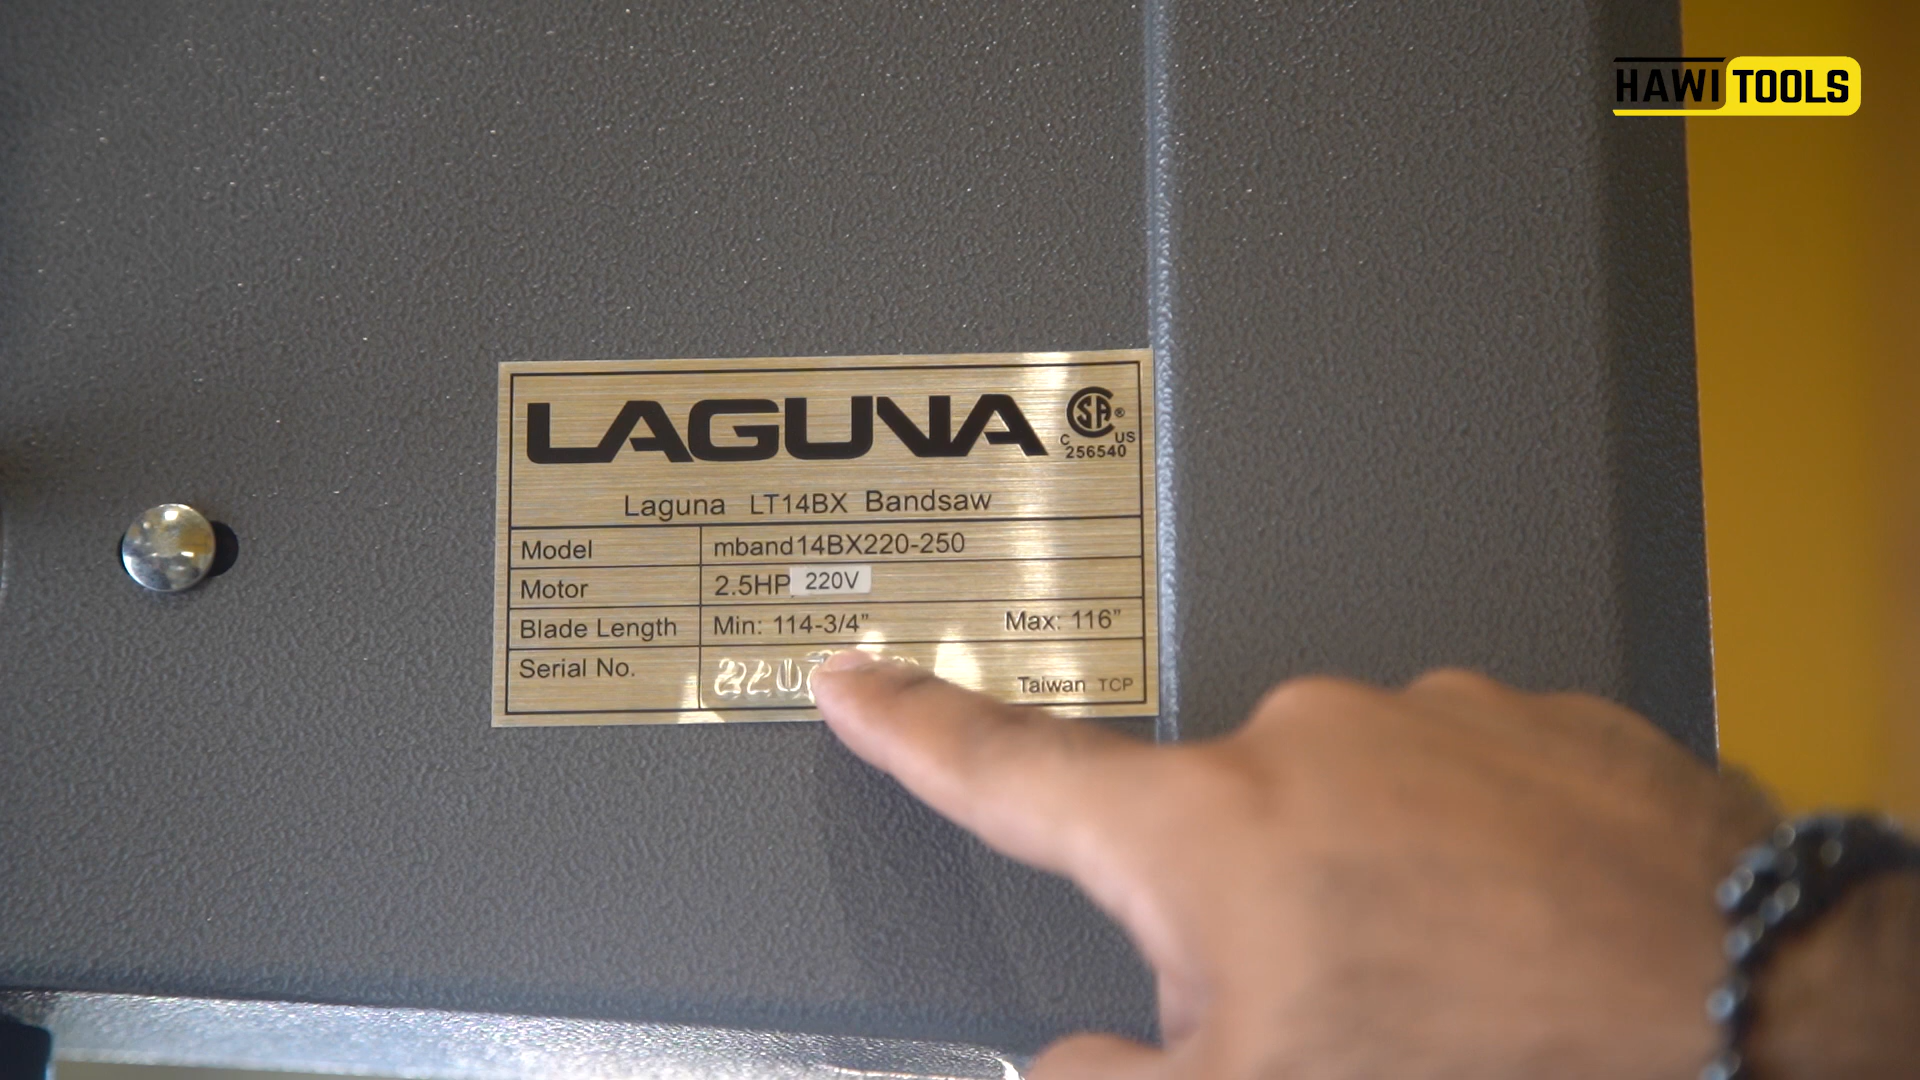 HAWI TOOLS
LAGUNA
CSA®
C US
256540
Laguna LT14BX Bandsaw
Model mband14BX220-250
Motor 2.5HP 220V
Blade Length Min: 114-3/4" Max: 116"
Serial No.
Taiwan TCP